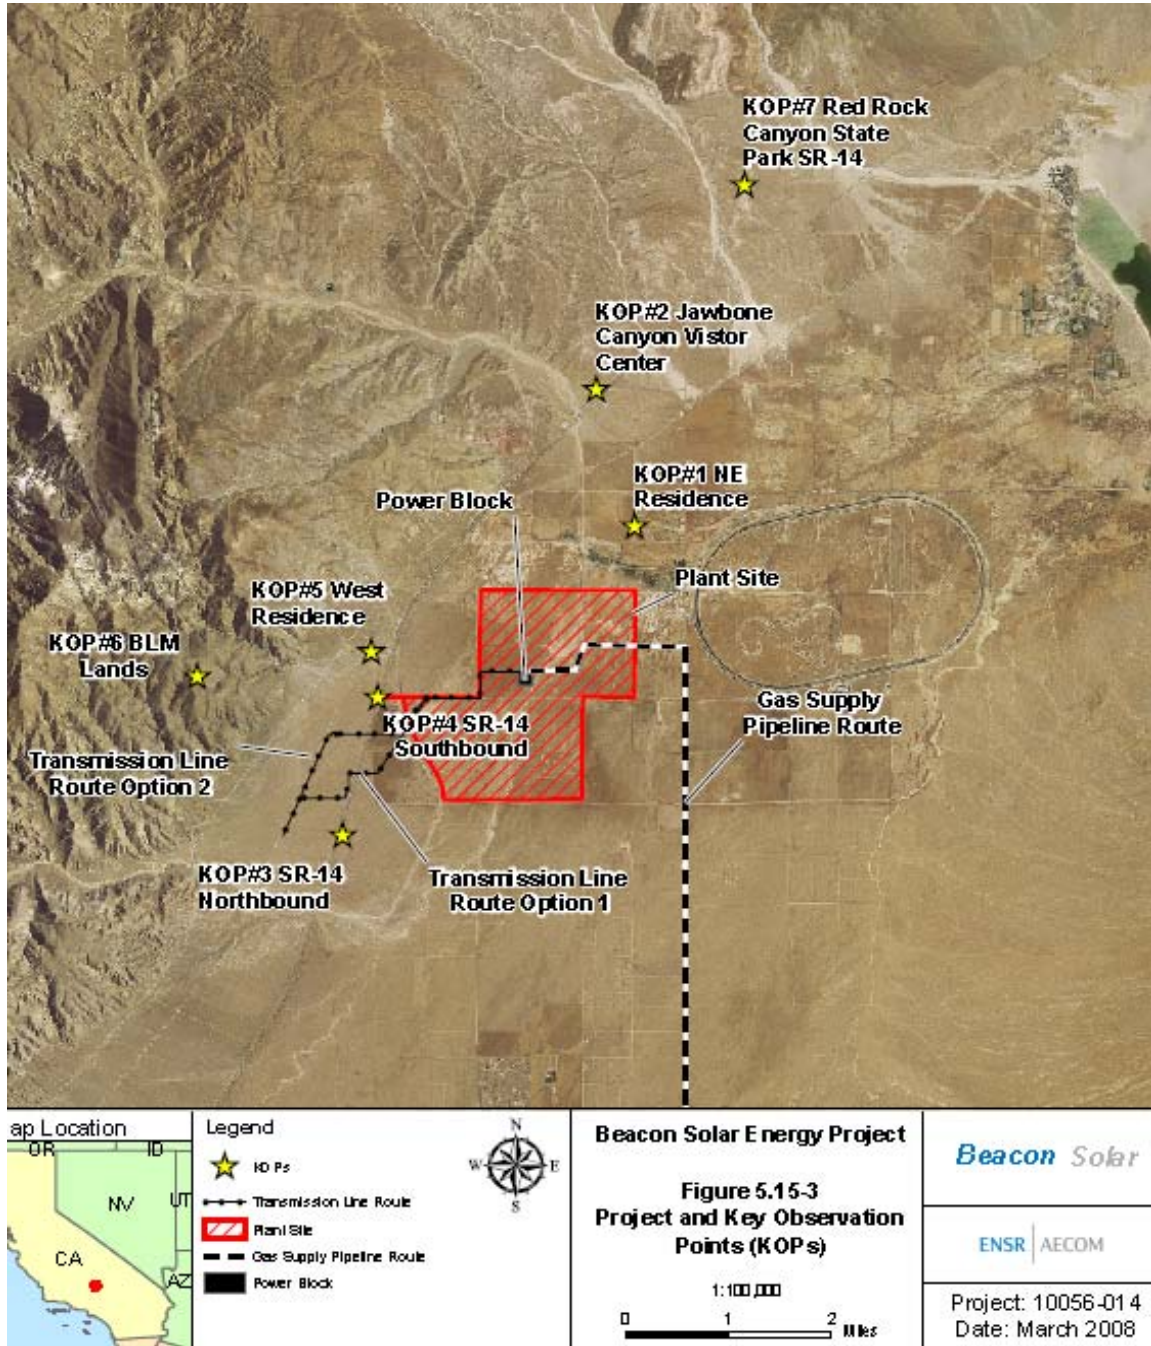 KOP#7 Red Rock
Canyon State
Park SR-14
KOP#2 Jawbone
Canyon Vistor
Center
KOP#1 NE
Residence
Power Block
Plant Site
KOP#5 West
Residence
KOP#6 BLM
Lands
KOP#4 SR-14
Southbound
Gas Supply
Pipeline Route
Transmission Line
Route Option 2
KOP#3 SR-14
Northbound
Transmission Line
Route Option 1
ap Location
OR
ID
NV
UT
CA
AZ
Legend
KOPs
Transmission Line Route
Plant Site
Gas Supply Pipeline Route
Power Block
N
W
E
S
Beacon Solar Energy Project
Figure 5.15-3
Project and Key Observation
Points (KOPs)
1:100,000
0 1 2 Miles
Beacon Solar
ENSR | AECOM
Project: 10056-014
Date: March 2008